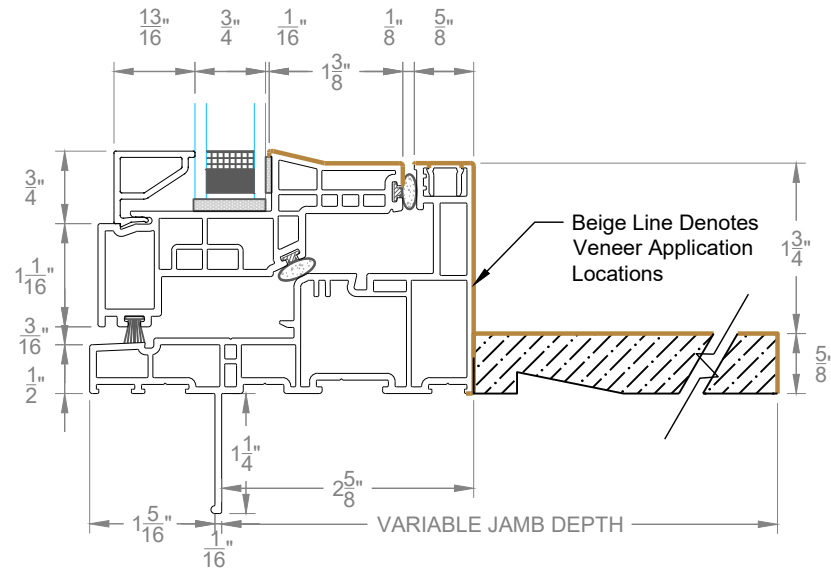 13/16" 3/4" 1/16" 1/8" 5/8"
1 3/8"
3/4"
1 1/16"
3/16"
1/2"
Beige Line Denotes
Veneer Application
Locations
1 3/4"
5/8"
1 1/4"
2 5/8"
1 5/16"
1/16"
VARIABLE JAMB DEPTH